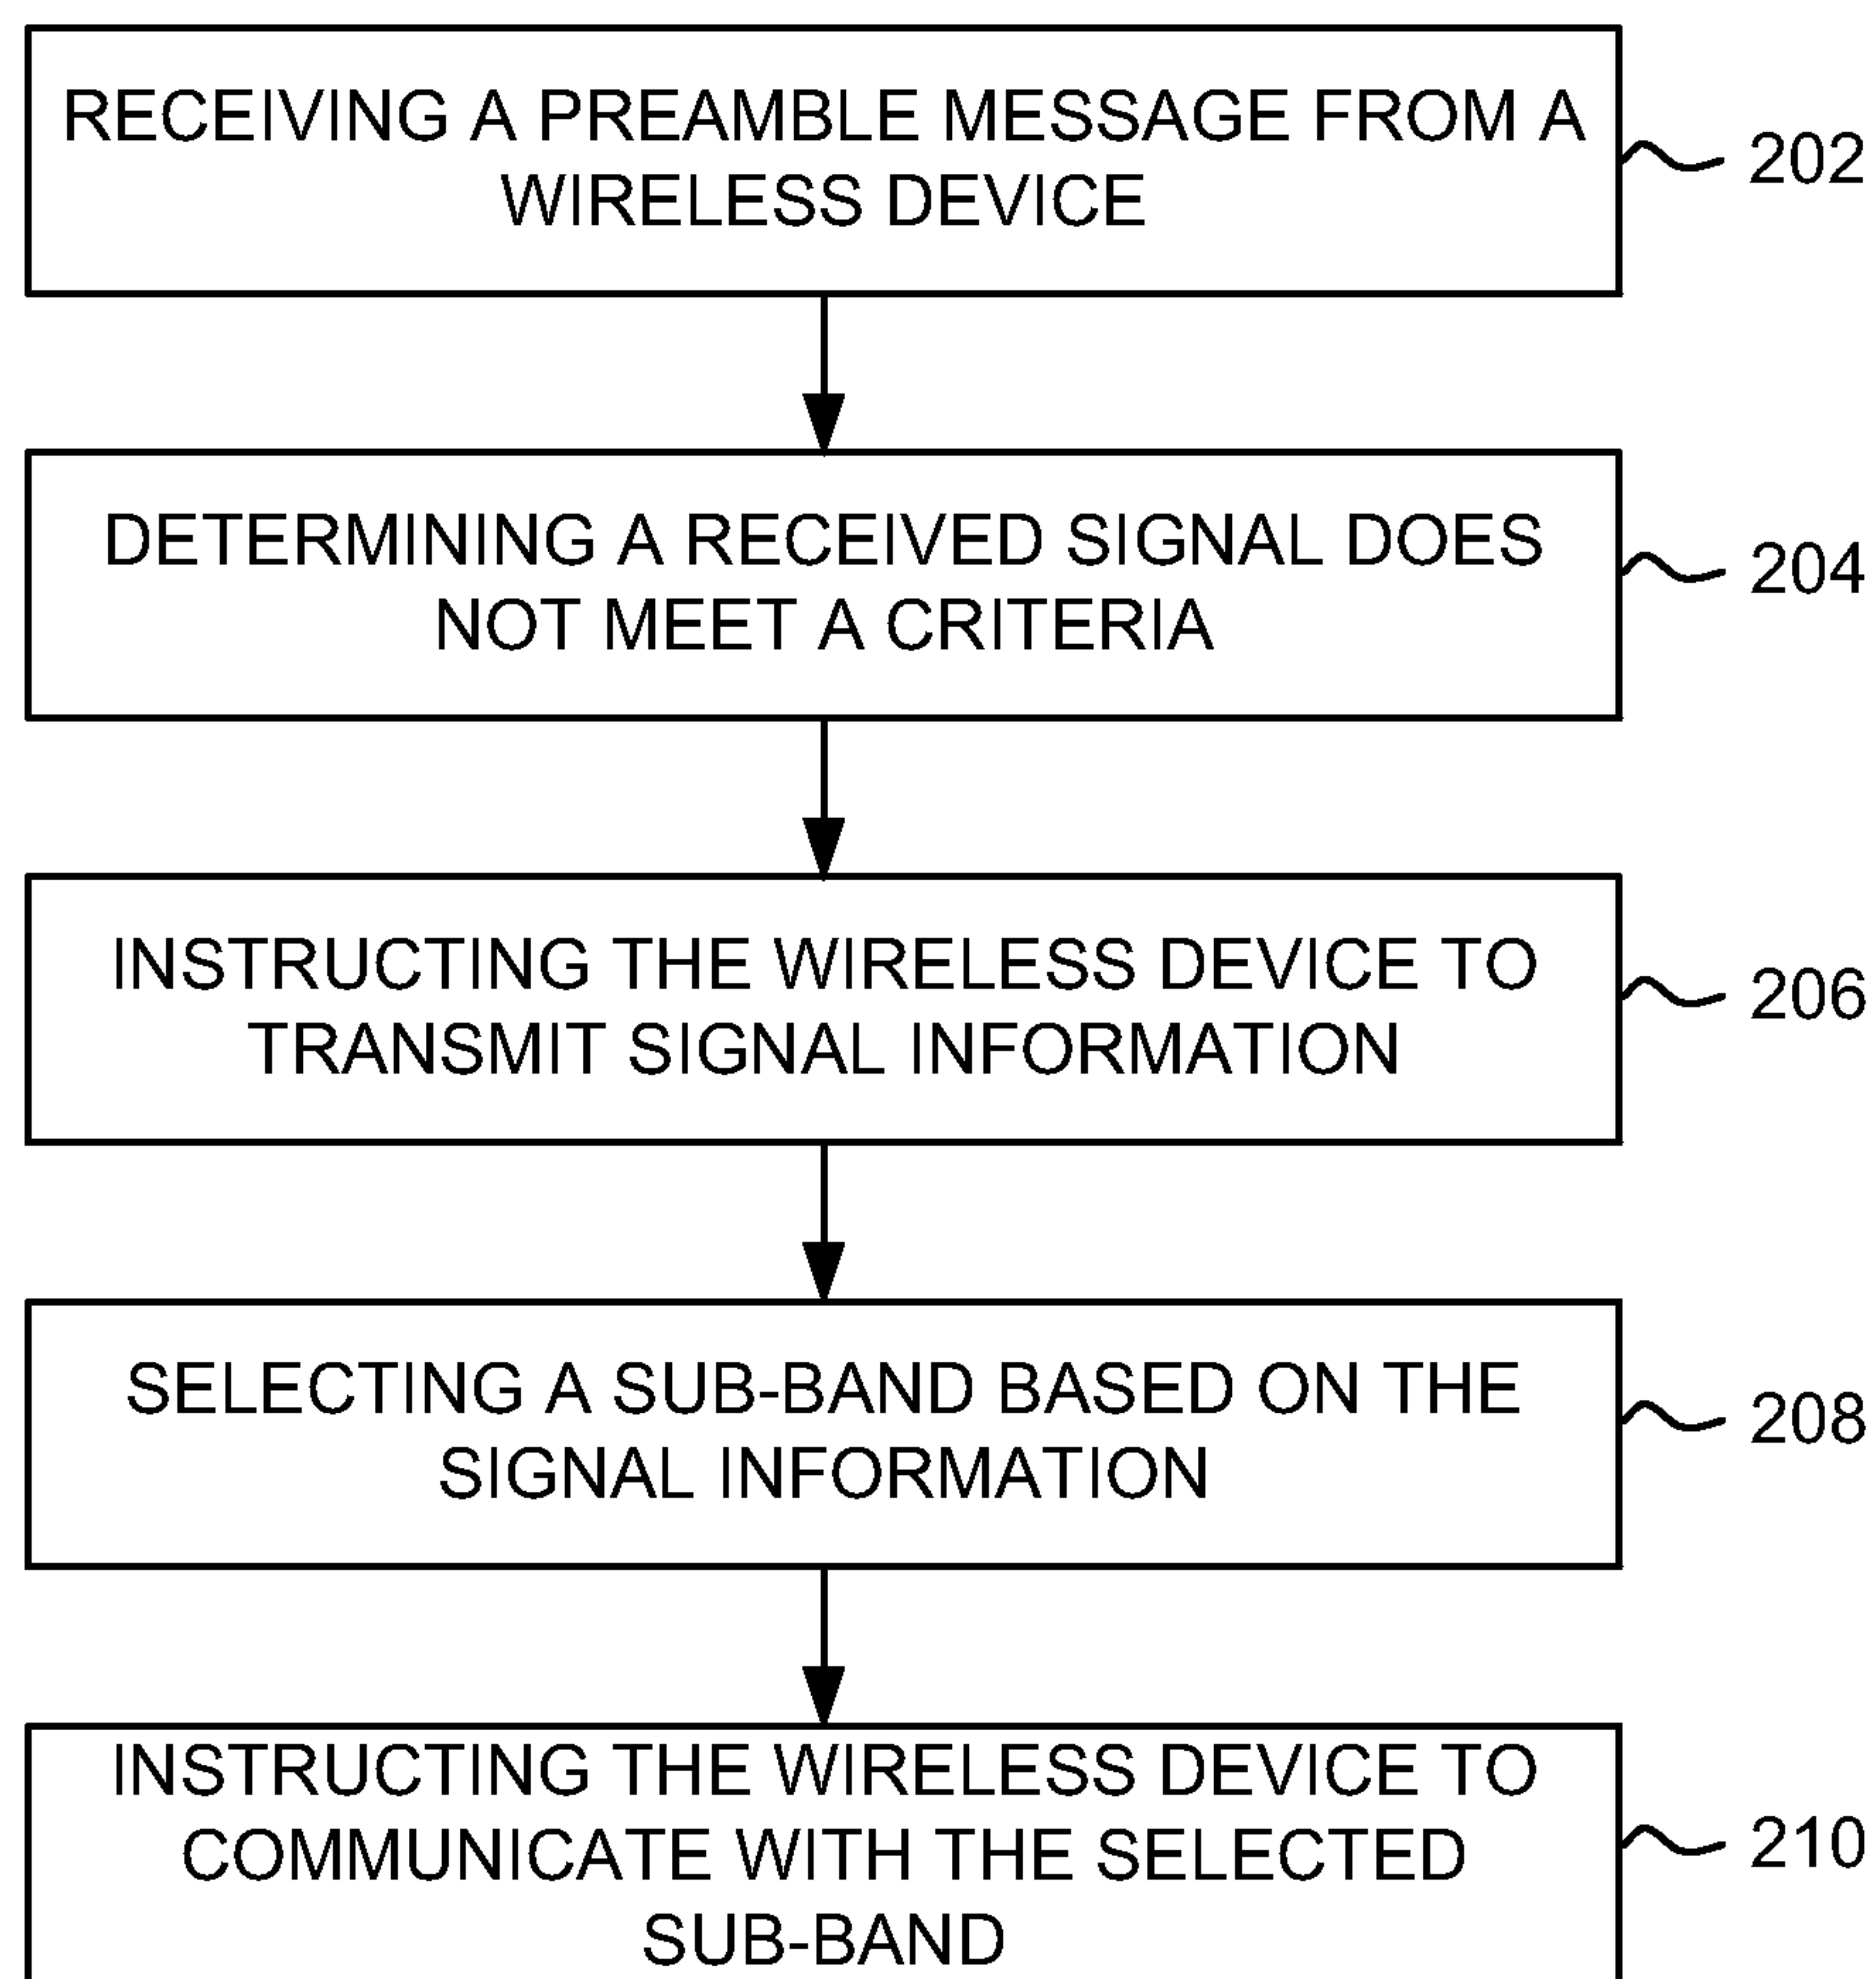 RECEIVING A PREAMBLE MESSAGE FROM A
WIRELESS DEVICE
202
DETERMINING A RECEIVED SIGNAL DOES
NOT MEET A CRITERIA
204
INSTRUCTING THE WIRELESS DEVICE TO
TRANSMIT SIGNAL INFORMATION
206
SELECTING A SUB-BAND BASED ON THE
SIGNAL INFORMATION
208
INSTRUCTING THE WIRELESS DEVICE TO
COMMUNICATE WITH THE SELECTED
SUB-BAND
210